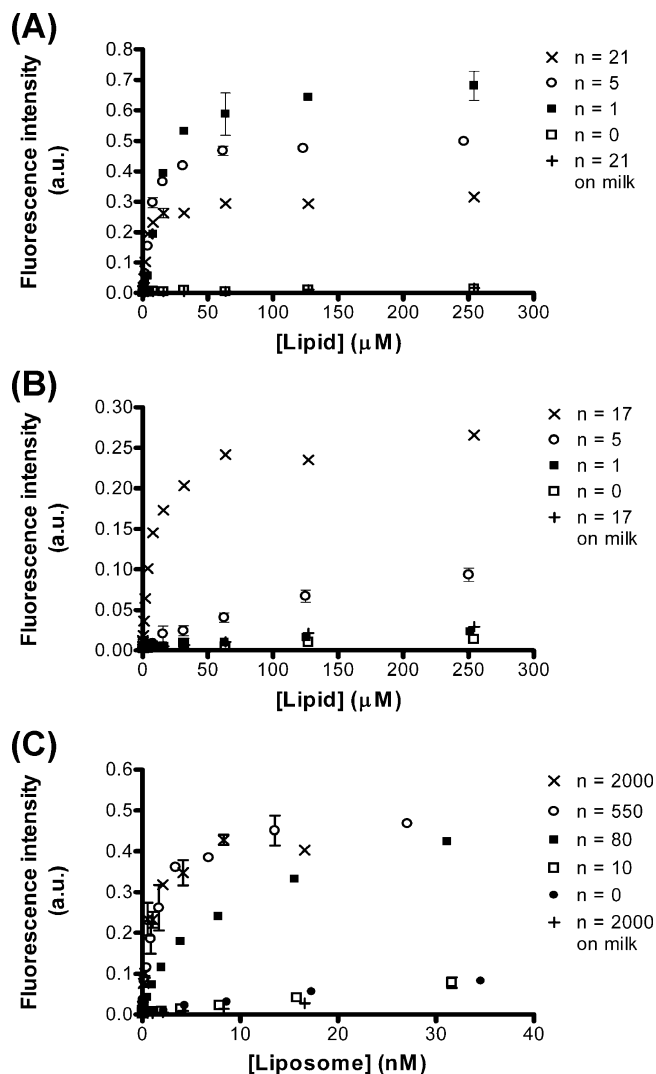 (A)
Fluorescence intensity
(a.u.)
0.8
0.7
0.6
0.5
0.4
0.3
0.2
0.1
0.0
0
50
100
150
200
250
300
[Lipid] (μM)
n = 21
n = 5
n = 1
n = 0
n = 21
on milk
(B)
Fluorescence intensity
(a.u.)
0.30
0.25
0.20
0.15
0.10
0.05
0.00
0
50
100
150
200
250
300
[Lipid] (μM)
n = 17
n = 5
n = 1
n = 0
n = 17
on milk
(C)
Fluorescence intensity
(a.u.)
0.6
0.5
0.4
0.3
0.2
0.1
0.0
0
10
20
30
40
[Liposome] (nM)
n = 2000
n = 550
n = 80
n = 10
n = 0
n = 2000
on milk